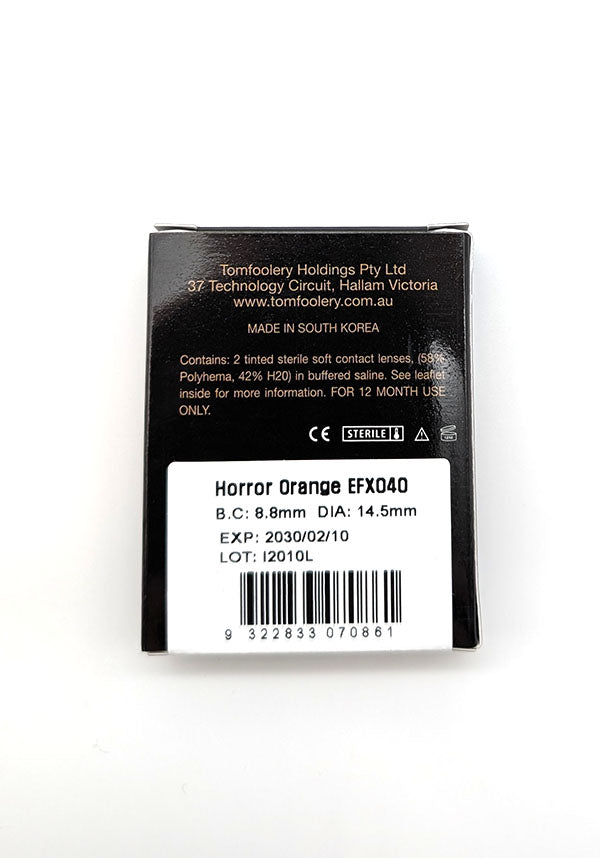 Tomfoolery Holdings Pty Ltd
37 Technology Circuit, Hallam Victoria
www.tomfoolery.com.au
MADE IN SOUTH KOREA
Contains: 2 tinted sterile soft contact lenses, (58%
Polyhema, 42% H20) in buffered saline. See leaflet
inside for more information. FOR 12 MONTH USE
ONLY.
CE STERILE
Horror Orange EFX040
B.C: 8.8mm DIA: 14.5mm
EXP: 2030/02/10
LOT: I2010L
9 322833 070861